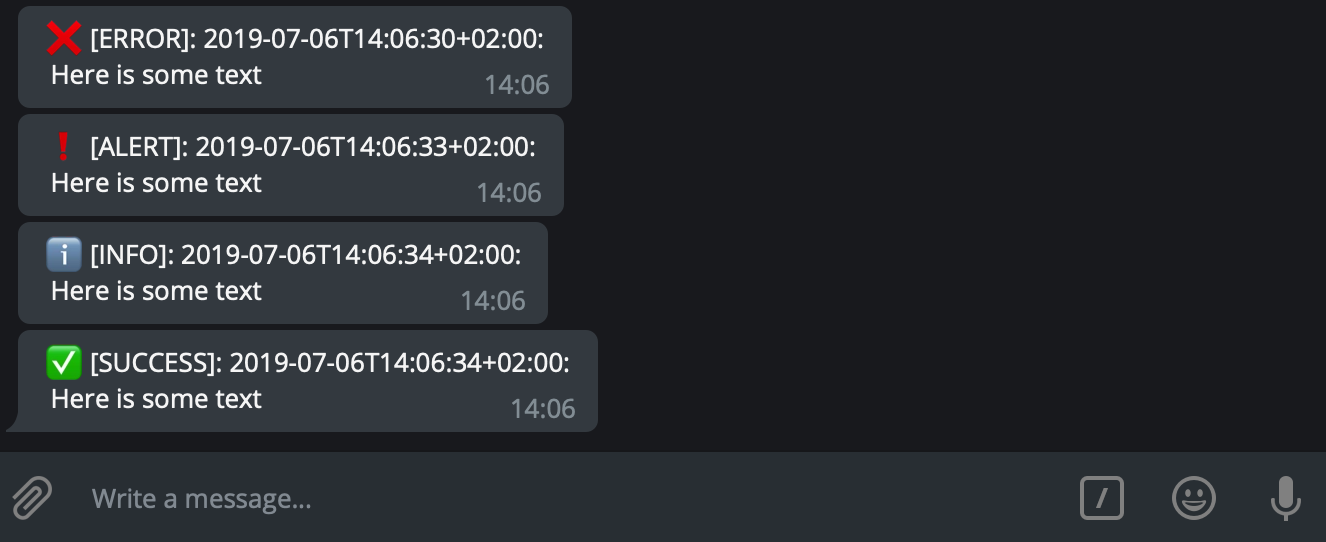 ❌ [ERROR]: 2019-07-06T14:06:30+02:00:
Here is some text
14:06
❗ [ALERT]: 2019-07-06T14:06:33+02:00:
Here is some text
14:06
ℹ️ [INFO]: 2019-07-06T14:06:34+02:00:
Here is some text
14:06
✅ [SUCCESS]: 2019-07-06T14:06:34+02:00:
Here is some text
14:06
Write a message...
/